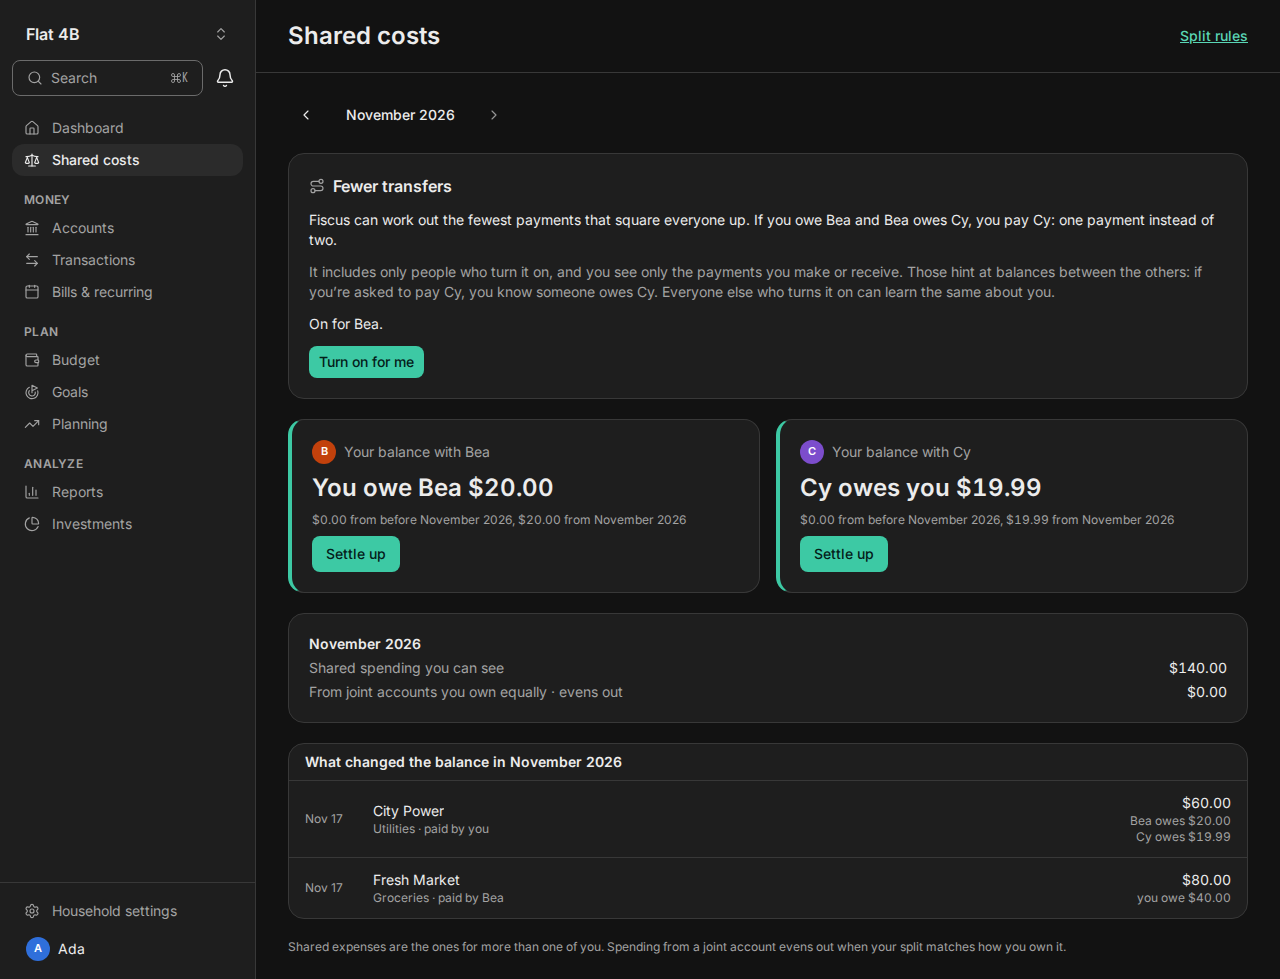 Flat 4B
Search ⌘K
Dashboard
Shared costs
MONEY
Accounts
Transactions
Bills & recurring
PLAN
Budget
Goals
Planning
ANALYZE
Reports
Investments
Household settings
A Ada
Shared costs
Split rules
November 2026
Fewer transfers
Fiscus can work out the fewest payments that square everyone up. If you owe Bea and Bea owes Cy, you pay Cy: one payment instead of
two.
It includes only people who turn it on, and you see only the payments you make or receive. Those hint at balances between the others: if
you’re asked to pay Cy, you know someone owes Cy. Everyone else who turns it on can learn the same about you.
On for Bea.
Turn on for me
B Your balance with Bea
You owe Bea $20.00
$0.00 from before November 2026, $20.00 from November 2026
Settle up
C Your balance with Cy
Cy owes you $19.99
$0.00 from before November 2026, $19.99 from November 2026
Settle up
November 2026
Shared spending you can see $140.00
From joint accounts you own equally · evens out $0.00
What changed the balance in November 2026
Nov 17
City Power
Utilities · paid by you
$60.00
Bea owes $20.00
Cy owes $19.99
Nov 17
Fresh Market
Groceries · paid by Bea
$80.00
you owe $40.00
Shared expenses are the ones for more than one of you. Spending from a joint account evens out when your split matches how you own it.